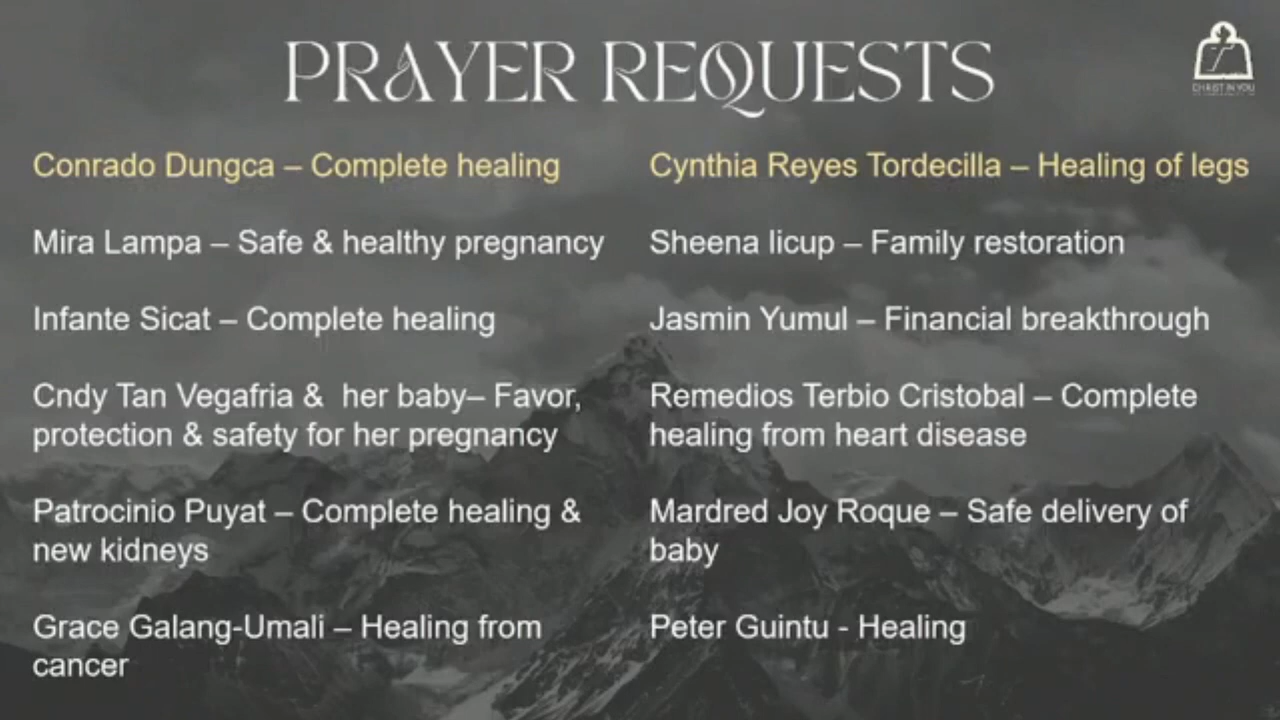 PRAYER REQUESTS
CHRIST IN YOU
Conrado Dungca – Complete healing
Mira Lampa – Safe & healthy pregnancy
Infante Sicat – Complete healing
Cndy Tan Vegafria &  her baby– Favor,
protection & safety for her pregnancy
Patrocinio Puyat – Complete healing &
new kidneys
Grace Galang-Umali – Healing from
cancer
Cynthia Reyes Tordecilla – Healing of legs
Sheena licup – Family restoration
Jasmin Yumul – Financial breakthrough
Remedios Terbio Cristobal – Complete
healing from heart disease
Mardred Joy Roque – Safe delivery of
baby
Peter Guintu - Healing